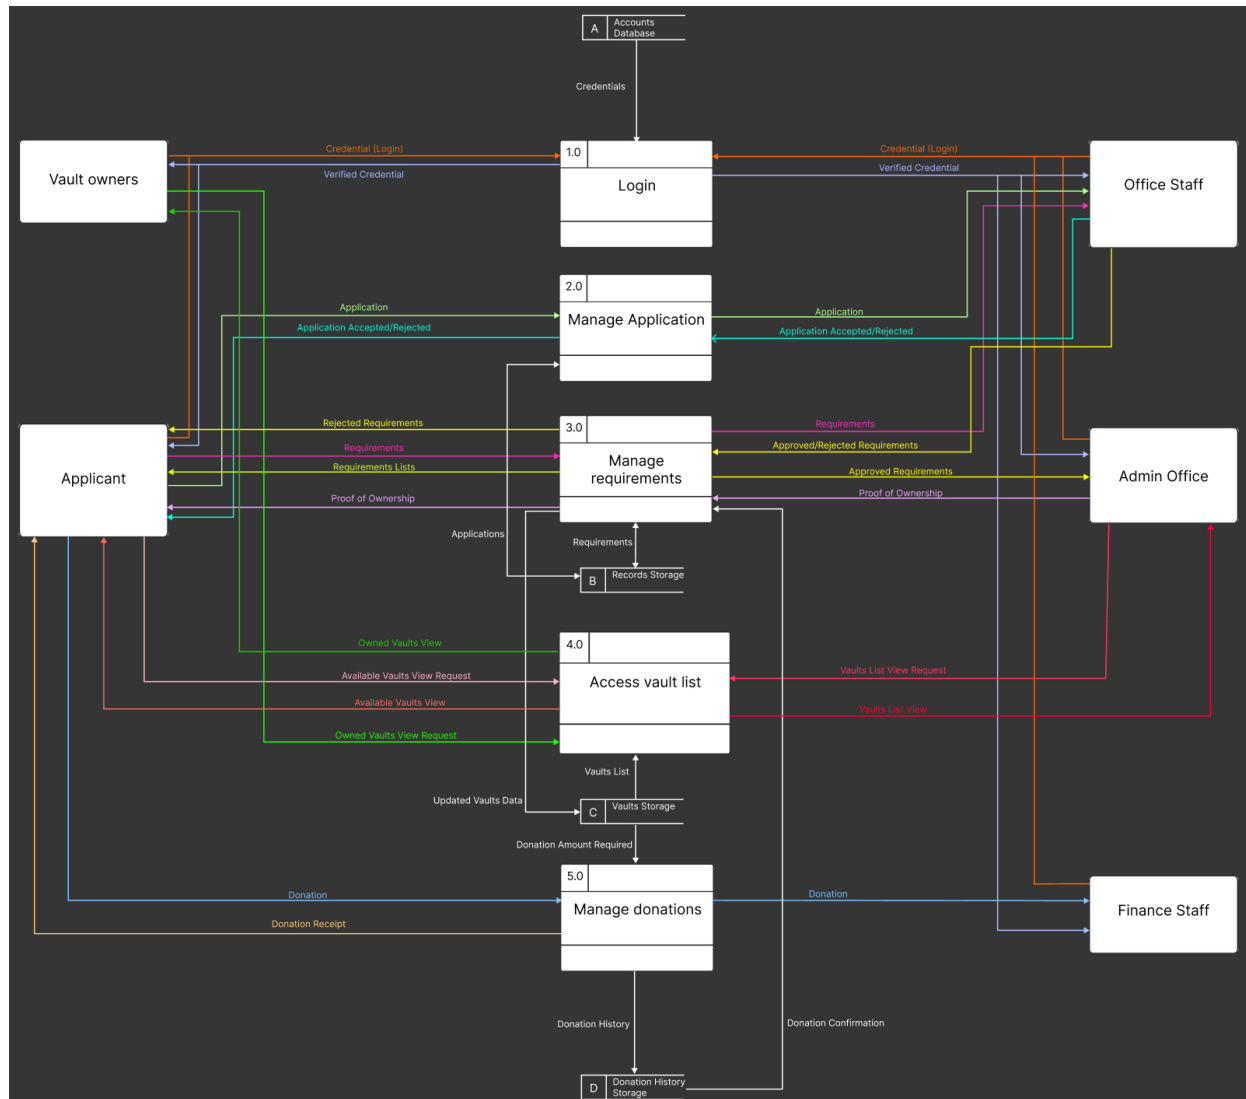 A
Accounts
Database
Credentials
Vault owners
Credential (Login)
Verified Credential
1.0
Login
Credential (Login)
Verified Credential
Office Staff
2.0
Manage Application
Application
Application Accepted/Rejected
Application
Application Accepted/Rejected
Applicant
Rejected Requirements
Requirements
Requirements Lists
Proof of Ownership
3.0
Manage
requirements
Requirements
Approved/Rejected Requirements
Approved Requirements
Proof of Ownership
Admin Office
Applications
Requirements
B
Records Storage
Owned Vaults View
Available Vaults View Request
Available Vaults View
Owned Vaults View Request
4.0
Access vault list
Vaults List View Request
Vaults List View
Vaults List
Updated Vaults Data
C
Vaults Storage
Donation Amount Required
5.0
Manage donations
Donation
Donation Receipt
Donation
Finance Staff
Donation History
Donation Confirmation
D
Donation History
Storage